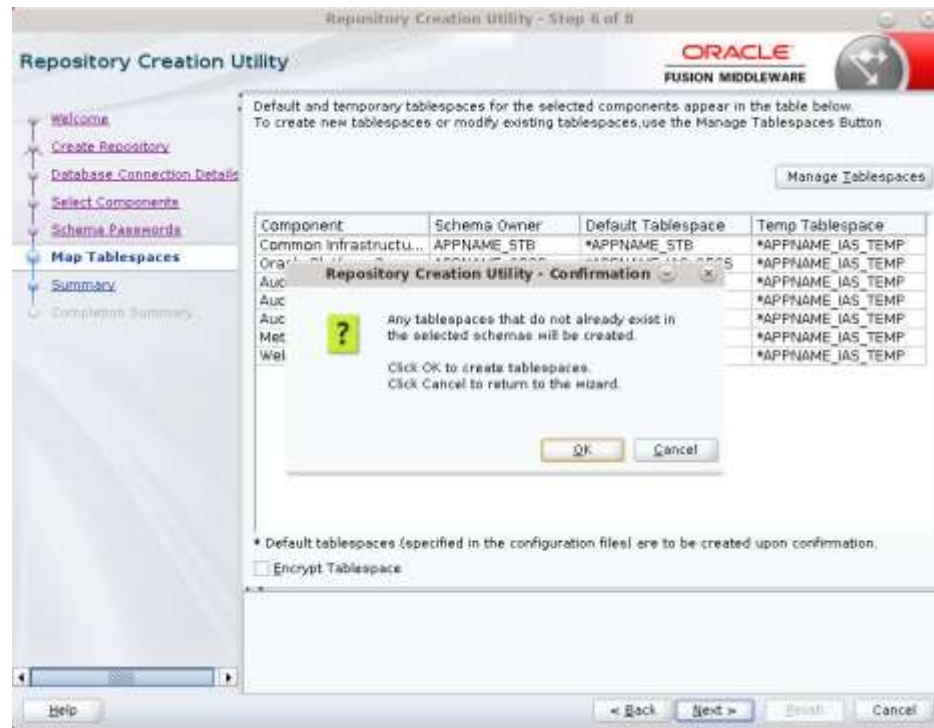 Repository Creation Utility - Step 6 of 8
Repository Creation Utility
ORACLE
FUSION MIDDLEWARE
Welcome
Create Repository
Database Connection Details
Select Components
Schema Passwords
Map Tablespaces
Summary
Completion Summary
Default and temporary tablespaces for the selected components appear in the table below.
To create new tablespaces or modify existing tablespaces,use the Manage Tablespaces Button
Manage Tablespaces
Component Schema Owner Default Tablespace Temp Tablespace
Common Infrastructu... APPNAME_STB *APPNAME_STB *APPNAME_IAS_TEMP
*APPNAME_IAS_TEMP
Auc *APPNAME_IAS_TEMP
Auc *APPNAME_IAS_TEMP
Auc *APPNAME_IAS_TEMP
Met *APPNAME_IAS_TEMP
Wel *APPNAME_IAS_TEMP
Repository Creation Utility - Confirmation
?
Any tablespaces that do not already exist in
the selected schemas will be created.
Click OK to create tablespaces.
Click Cancel to return to the wizard.
OK Cancel
* Default tablespaces (specified in the configuration files) are to be created upon confirmation.
Encrypt Tablespace
Help < Back Next > Finish Cancel